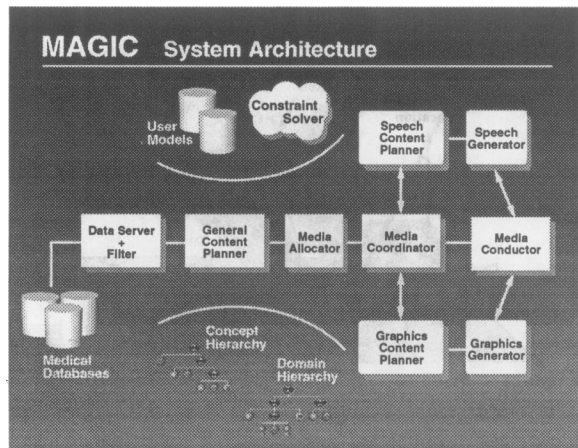 MAGIC System Architecture
User
Models
Constraint
Solver
Speech
Content
Planner
Speech
Generator
Data Server
+
Filter
General
Content
Planner
Media
Allocator
Media
Coordinator
Media
Conductor
Medical
Databases
Concept
Hierarchy
Domain
Hierarchy
Graphics
Content
Planner
Graphics
Generator